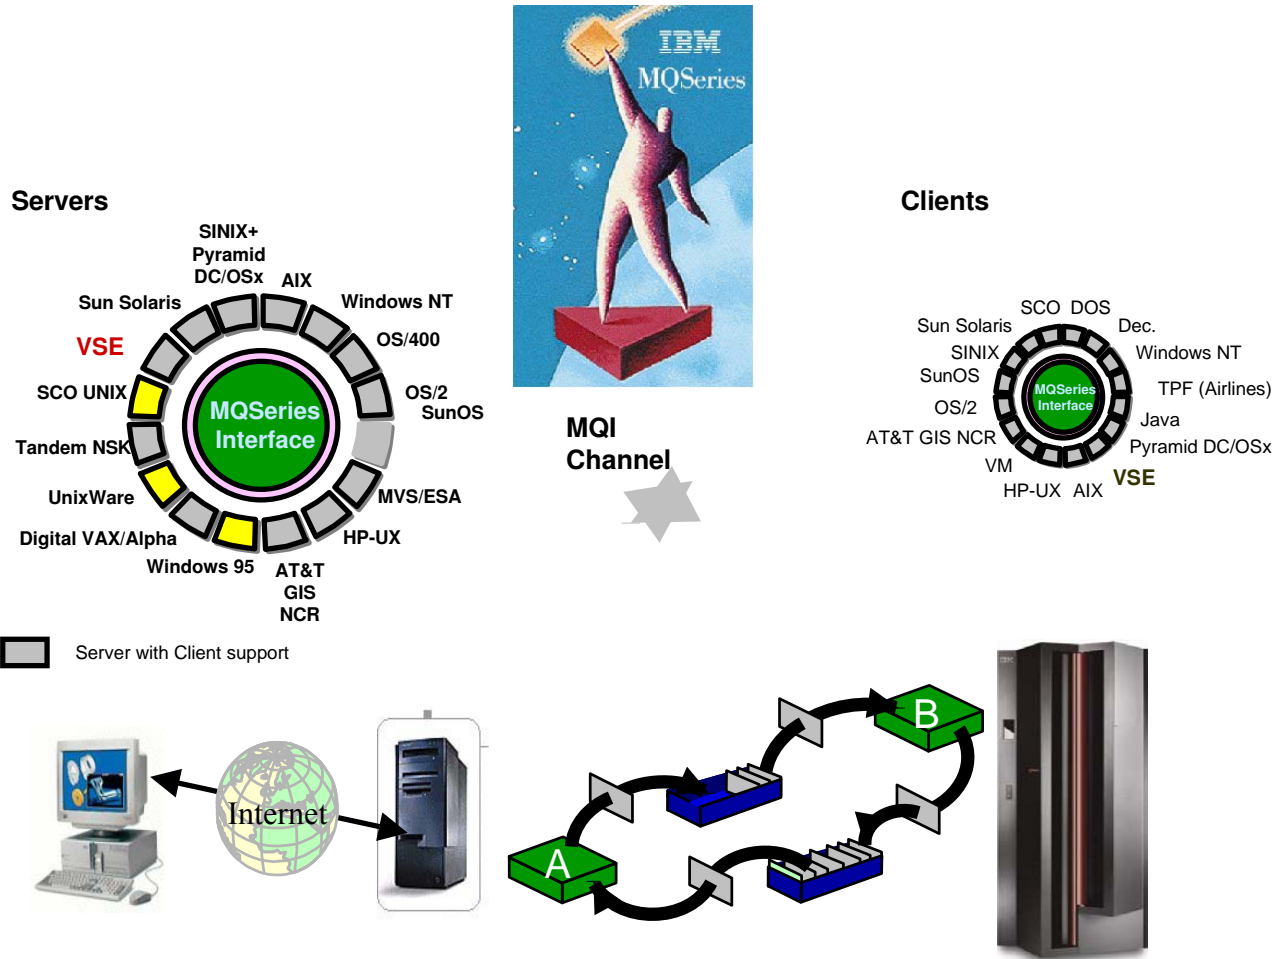 IBM
MQSeries
Servers
Clients
SINIX+
Pyramid
DC/OSx
AIX
Sun Solaris
Windows NT
VSE
OS/400
SCO UNIX
OS/2
SunOS
MQSeries
Interface
Tandem NSK
UnixWare
MVS/ESA
Digital VAX/Alpha
HP-UX
Windows 95
AT&T
GIS
NCR
MQI
Channel
SCO
DOS
Sun Solaris
Dec.
SINIX
Windows NT
SunOS
TPF (Airlines)
MQSeries
Interface
OS/2
Java
AT&T GIS NCR
Pyramid DC/OSx
VM
VSE
HP-UX
AIX
Server with Client support
IBM
Internet
A
B